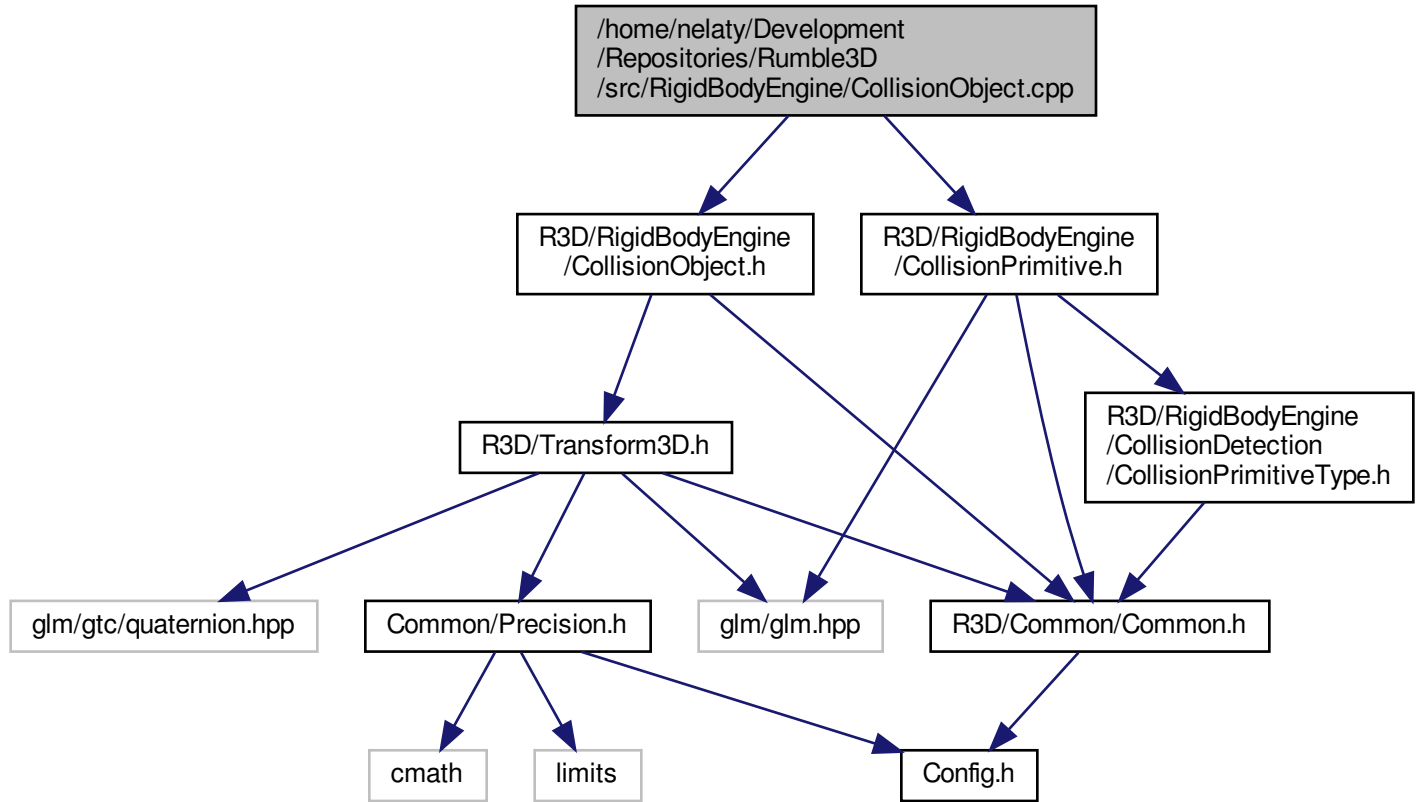 /home/nelaty/Development
/Repositories/Rumble3D
/src/RigidBodyEngine/CollisionObject.cpp
R3D/RigidBodyEngine
/CollisionObject.h
R3D/RigidBodyEngine
/CollisionPrimitive.h
R3D/Transform3D.h
R3D/RigidBodyEngine
/CollisionDetection
/CollisionPrimitiveType.h
glm/gtc/quaternion.hpp
Common/Precision.h
glm/glm.hpp
R3D/Common/Common.h
cmath
limits
Config.h